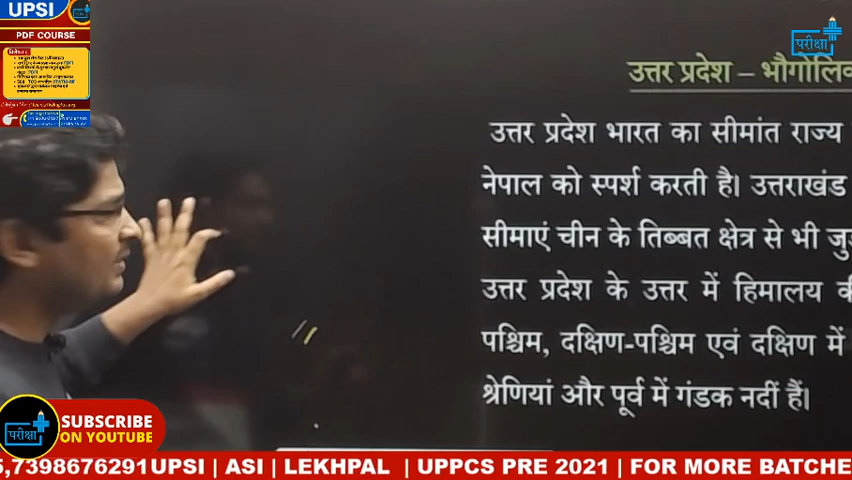 UPSI
PDF COURSE
परीक्षा
उत्तर प्रदेश – भौगोलिक
उत्तर प्रदेश भारत का सीमांत राज्य
नेपाल को स्पर्श करती है। उत्तराखंड
सीमाएं चीन के तिब्बत क्षेत्र से भी जुड़
उत्तर प्रदेश के उत्तर में हिमालय की
पश्चिम, दक्षिण-पश्चिम एवं दक्षिण में
श्रेणियां और पूर्व में गंडक नदीं हैं।
परीक्षा
SUBSCRIBE
ON YOUTUBE
5,7398676291UPSI | ASI | LEKHPAL | UPPCS PRE 2021 | FOR MORE BATCHE